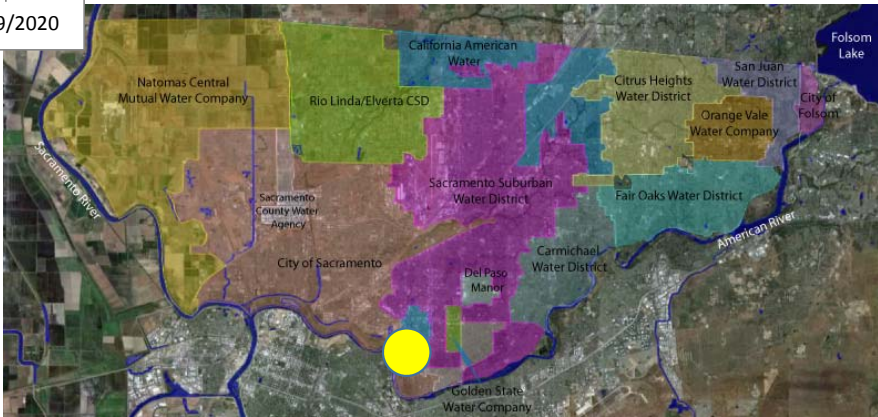 9/2020
Folsom
Lake
California American
Water
Natomas Central
Mutual Water Company
Rio Linda/Elverta CSD
Citrus Heights
Water District
San Juan
Water District
City of
Folsom
Orange Vale
Water Company
Sacramento River
Sacramento Suburban
Water District
Fair Oaks Water District
Sacramento
County Water
Agency
American River
City of Sacramento
Carmichael
Water District
Del Paso
Manor
Golden State
Water Company